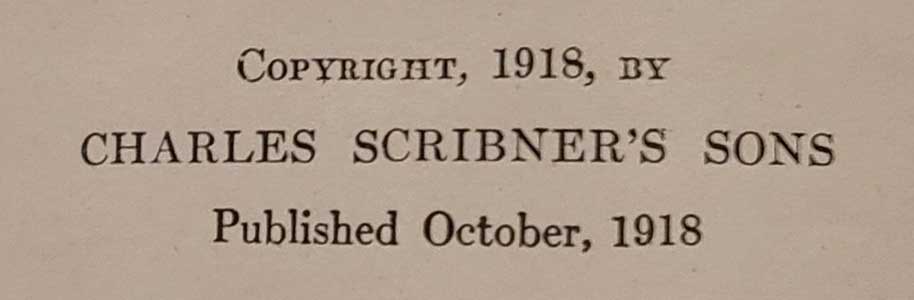 Copyright, 1918, by
CHARLES SCRIBNER'S SONS
Published October, 1918